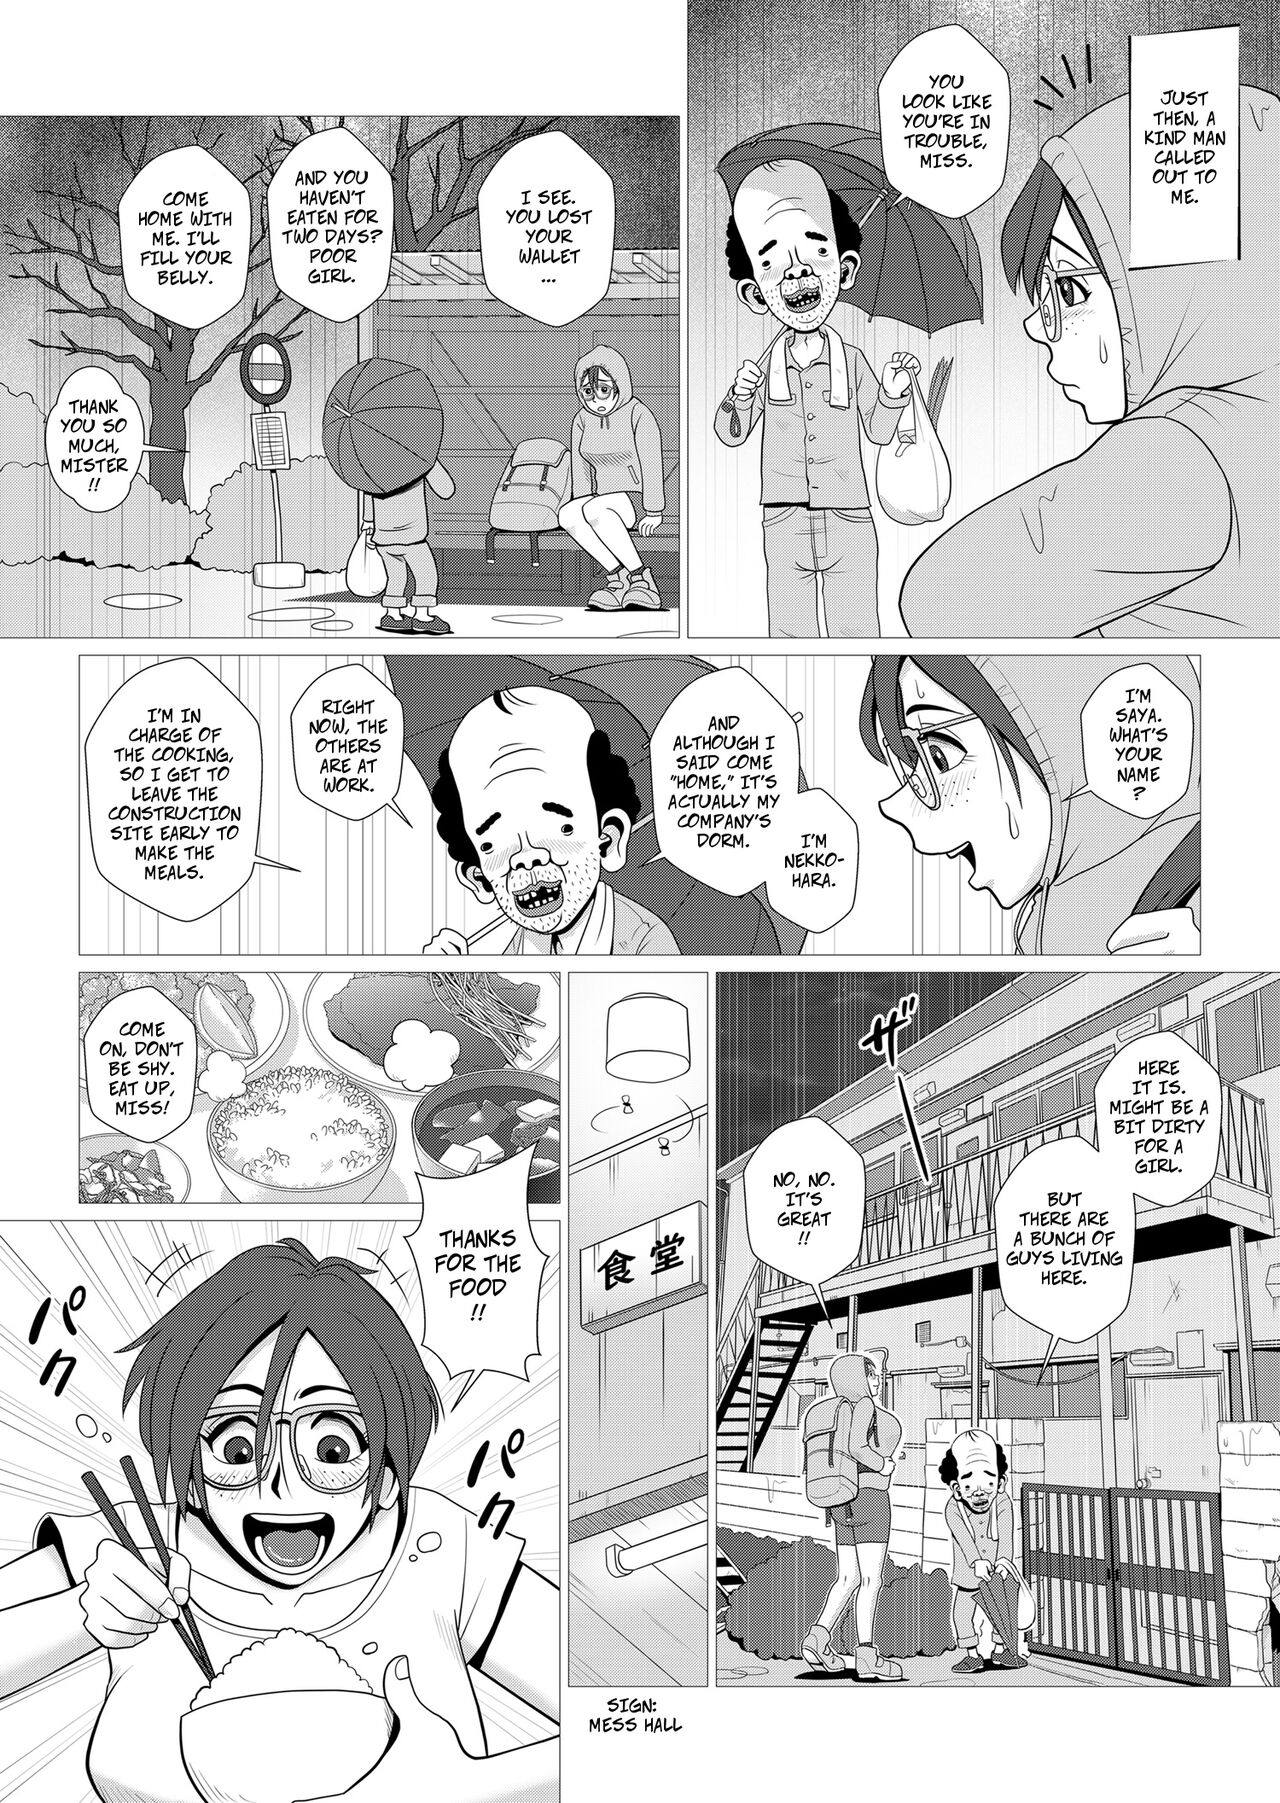 JUST
THEN, A
KIND MAN
CALLED
OUT TO
ME.
YOU
LOOK LIKE
YOU'RE IN
TROUBLE,
MISS.
I SEE.
YOU LOST
YOUR
WALLET
...
AND YOU
HAVEN'T
EATEN FOR
TWO DAYS?
POOR
GIRL.
COME
HOME WITH
ME. I'LL
FILL YOUR
BELLY.
THANK
YOU SO
MUCH,
MISTER
!!
I'M
SAYA.
WHAT'S
YOUR
NAME
?
I'M
NEKKO-
HARA.
AND
ALTHOUGH I
SAID COME
"HOME," IT'S
ACTUALLY MY
COMPANY'S
DORM.
RIGHT
NOW, THE
OTHERS
ARE AT
WORK.
I'M IN
CHARGE OF
THE COOKING,
SO I GET TO
LEAVE THE
CONSTRUCTION
SITE EARLY TO
MAKE THE
MEALS.
HERE
IT IS.
MIGHT BE A
BIT DIRTY
FOR A
GIRL.
BUT
THERE ARE
A BUNCH OF
GUYS LIVING
HERE.
ザー
NO, NO.
IT'S
GREAT
!!
食堂
SIGN:
MESS HALL
COME
ON, DON'T
BE SHY.
EAT UP,
MISS!
THANKS
FOR THE
FOOD
!!
パク
パク